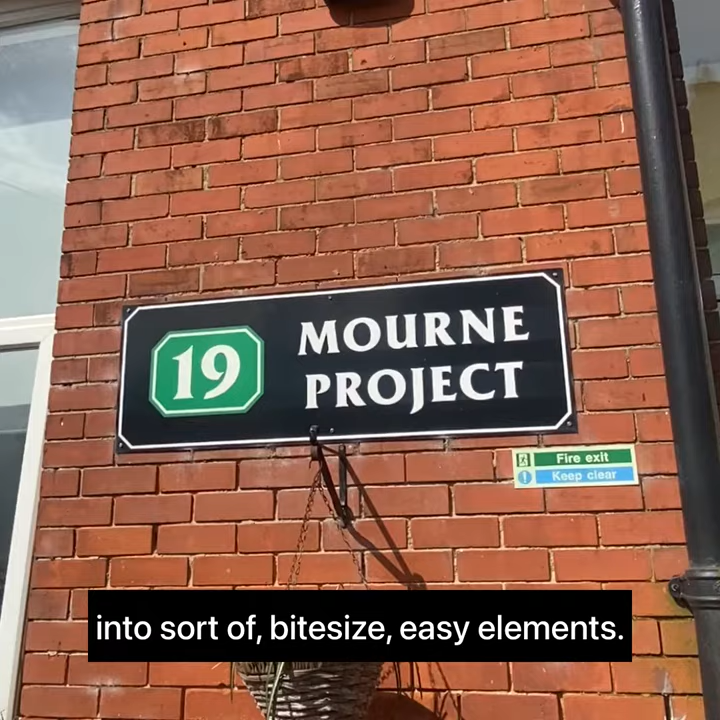 19
MOURNE
PROJECT
Fire exit
Keep clear
into sort of, bitesize, easy elements.